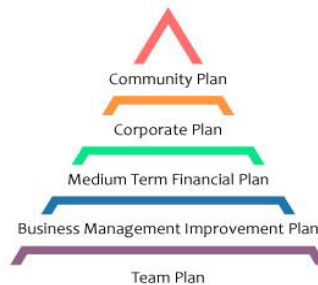 Community Plan
Corporate Plan
Medium Term Financial Plan
Business Management Improvement Plan
Team Plan